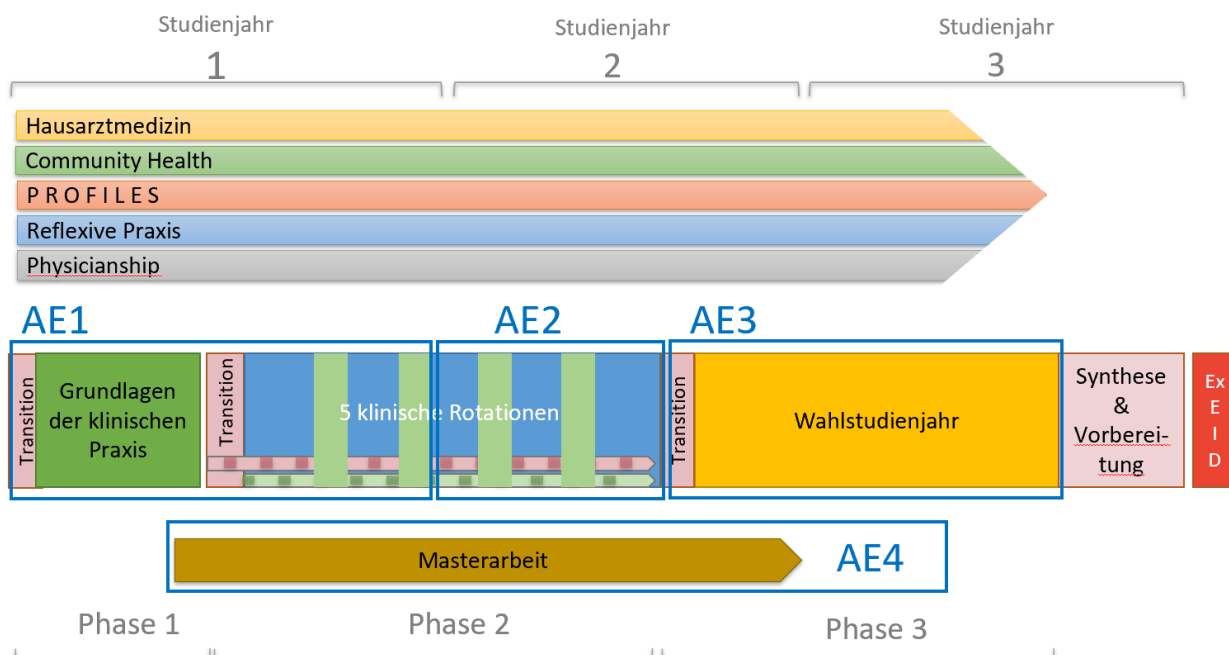 Studienjahr
1
Studienjahr
2
Studienjahr
3
Hausarztmedizin
Community Health
P R O F I L E S
Reflexive Praxis
Physicianship
AE1
AE2
AE3
Transition
Grundlagen
der klinischen
Praxis
Transition
5 klinische Rotationen
Transition
Wahlstudienjahr
Synthese
&
Vorberei-
tung
Ex
E
I
D
Masterarbeit
AE4
Phase 1
Phase 2
Phase 3